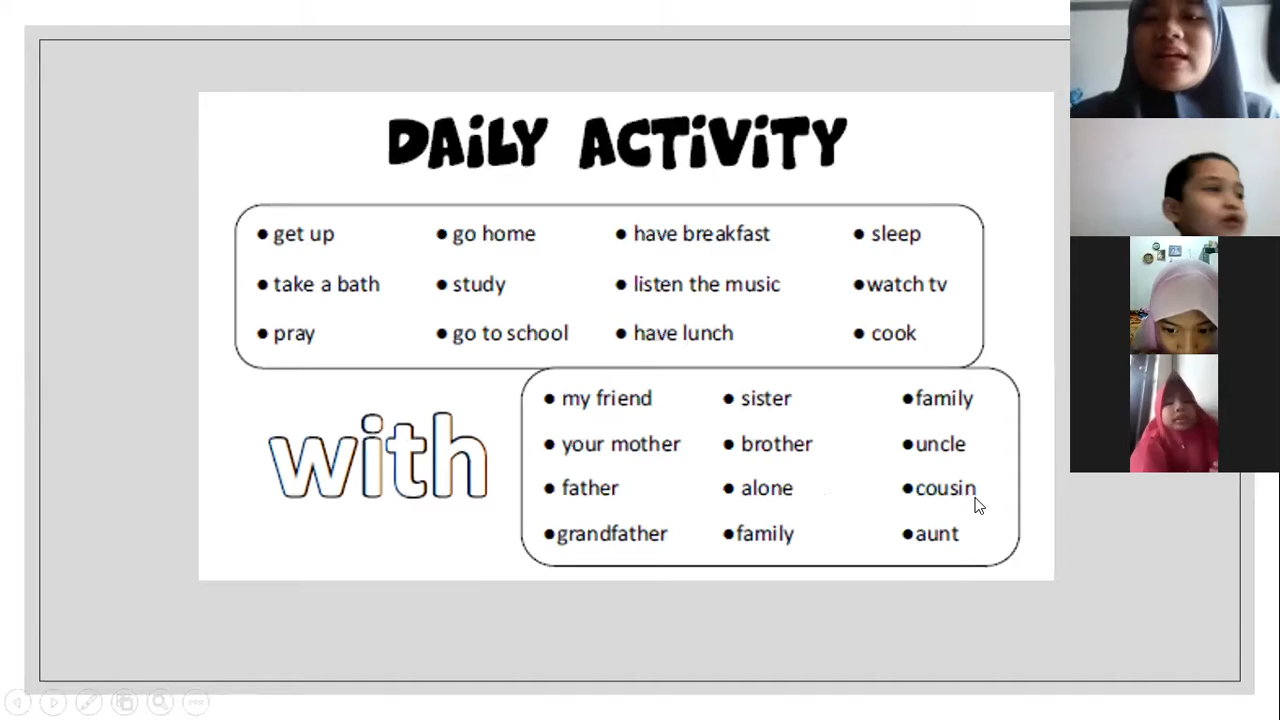 DAiLY ACTiViTY
• get up • go home • have breakfast • sleep
• take a bath • study • listen the music •watch tv
• pray • go to school • have lunch • cook
with
• my friend • sister •family
• your mother • brother •uncle
• father • alone •cousin
•grandfather •family •aunt